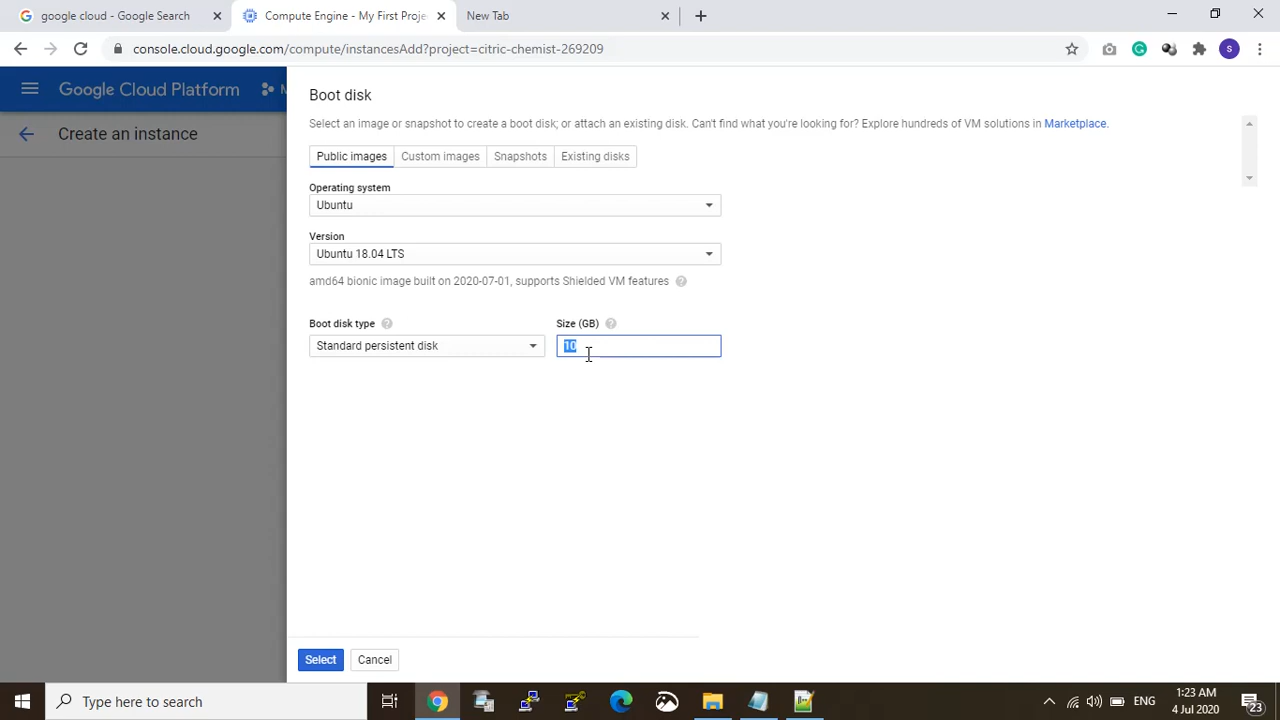 google cloud - Google Search
Compute Engine - My First Proje
New Tab
console.cloud.google.com/compute/instancesAdd?project=citric-chemist-269209
S
Google Cloud Platform
M
Create an instance
Boot disk
Select an image or snapshot to create a boot disk; or attach an existing disk. Can't find what you're looking for? Explore hundreds of VM solutions in Marketplace.
Public images
Custom images
Snapshots
Existing disks
Operating system
Ubuntu
Version
Ubuntu 18.04 LTS
amd64 bionic image built on 2020-07-01, supports Shielded VM features ?
Boot disk type ?
Size (GB) ?
Standard persistent disk
10
Select
Cancel
Type here to search
ENG
1:23 AM
4 Jul 2020
23